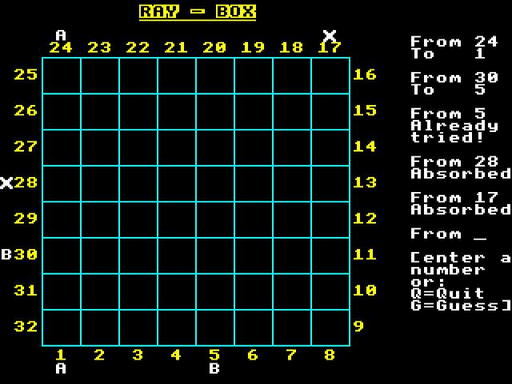 RAY - BOX
A X
24 23 22 21 20 19 18 17
25 16
26 15
27 14
X28 13
29 12
B30 11
31 10
32 9
1 2 3 4 5 6 7 8
A B
From 24
To 1
From 30
To 5
From 5
Already
tried!
From 28
Absorbed
From 17
Absorbed
From _
[enter a
number
or:
Q=Quit
G=Guess]